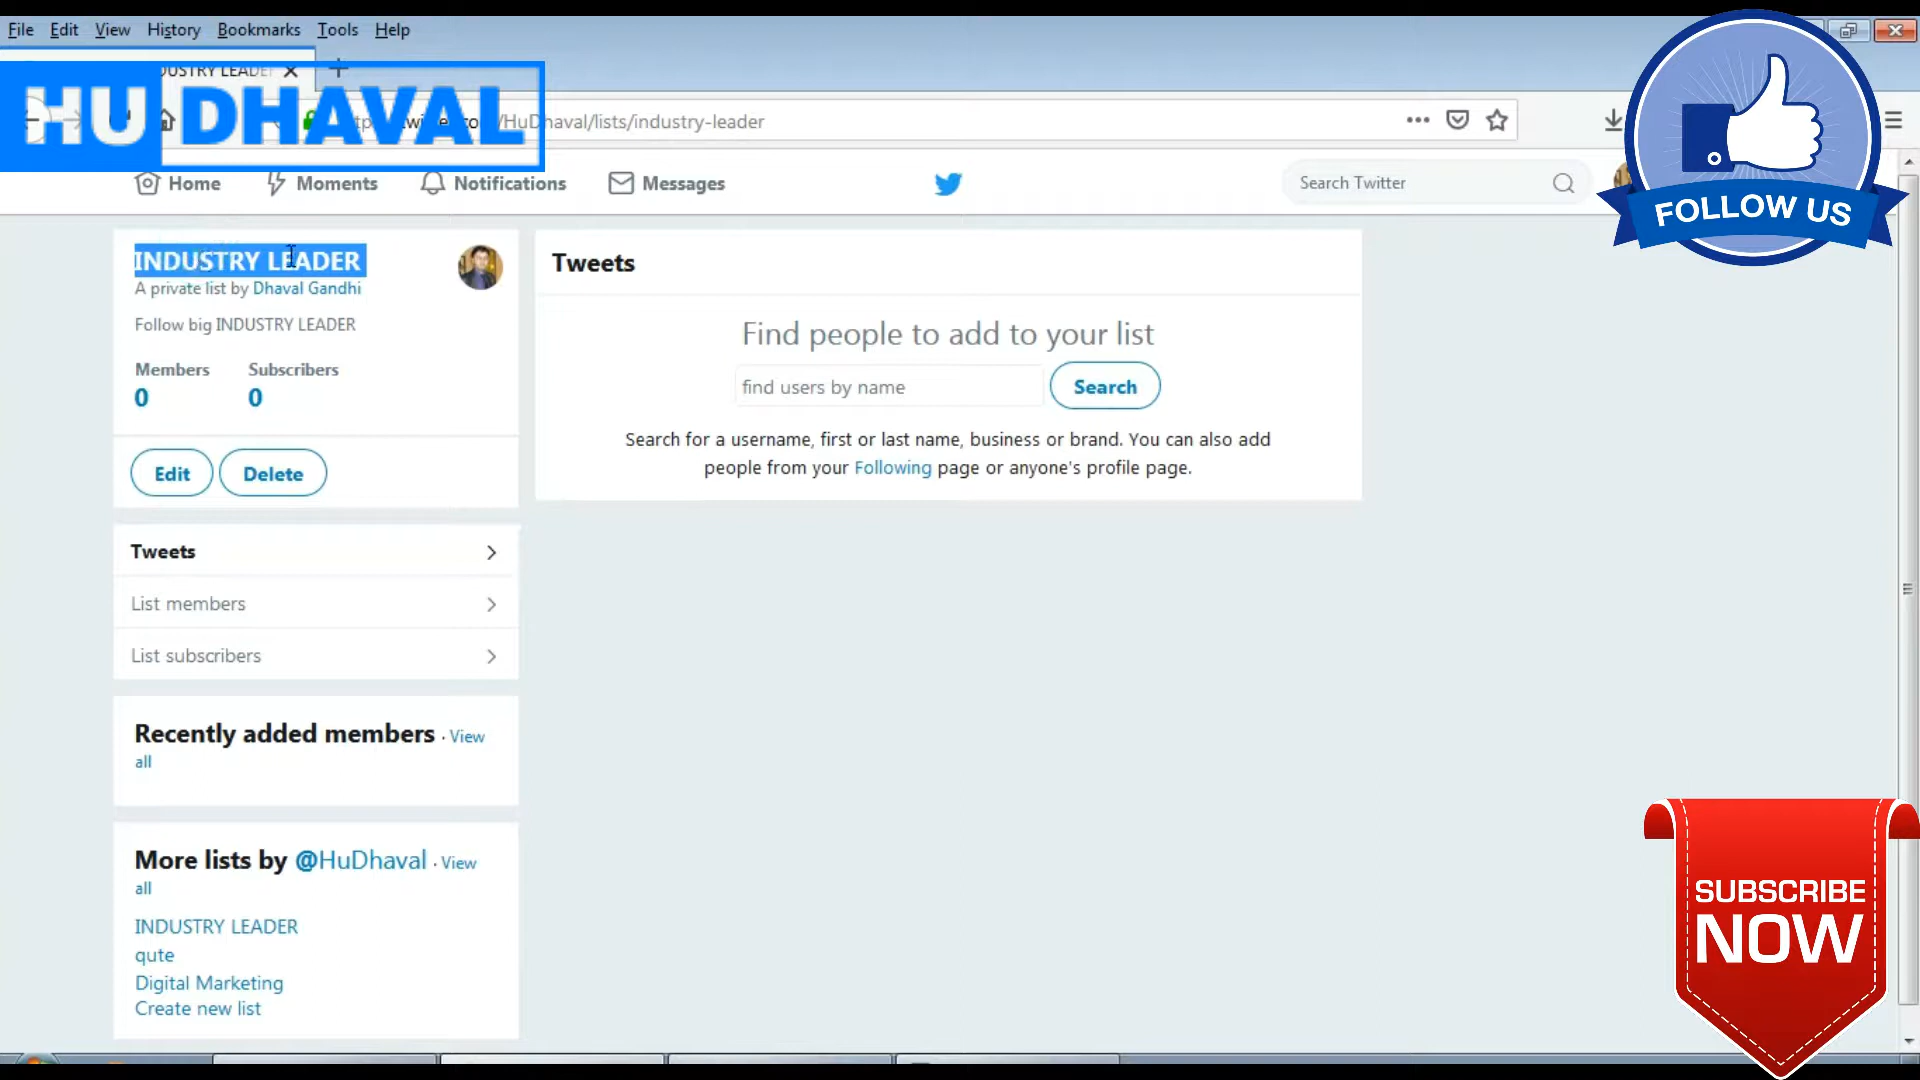 File Edit View History Bookmarks Tools Help
INDUSTRY LEADER
HU DHAVAL
/HuDhaval/lists/industry-leader
Home Moments Notifications Messages
Search Twitter
FOLLOW US
INDUSTRY LEADER
A private list by Dhaval Gandhi
Follow big INDUSTRY LEADER
Members Subscribers
0 0
Edit Delete
Tweets
List members
List subscribers
Recently added members · View
all
More lists by @HuDhaval · View
all
INDUSTRY LEADER
qute
Digital Marketing
Create new list
Tweets
Find people to add to your list
find users by name Search
Search for a username, first or last name, business or brand. You can also add
people from your Following page or anyone's profile page.
SUBSCRIBE
NOW